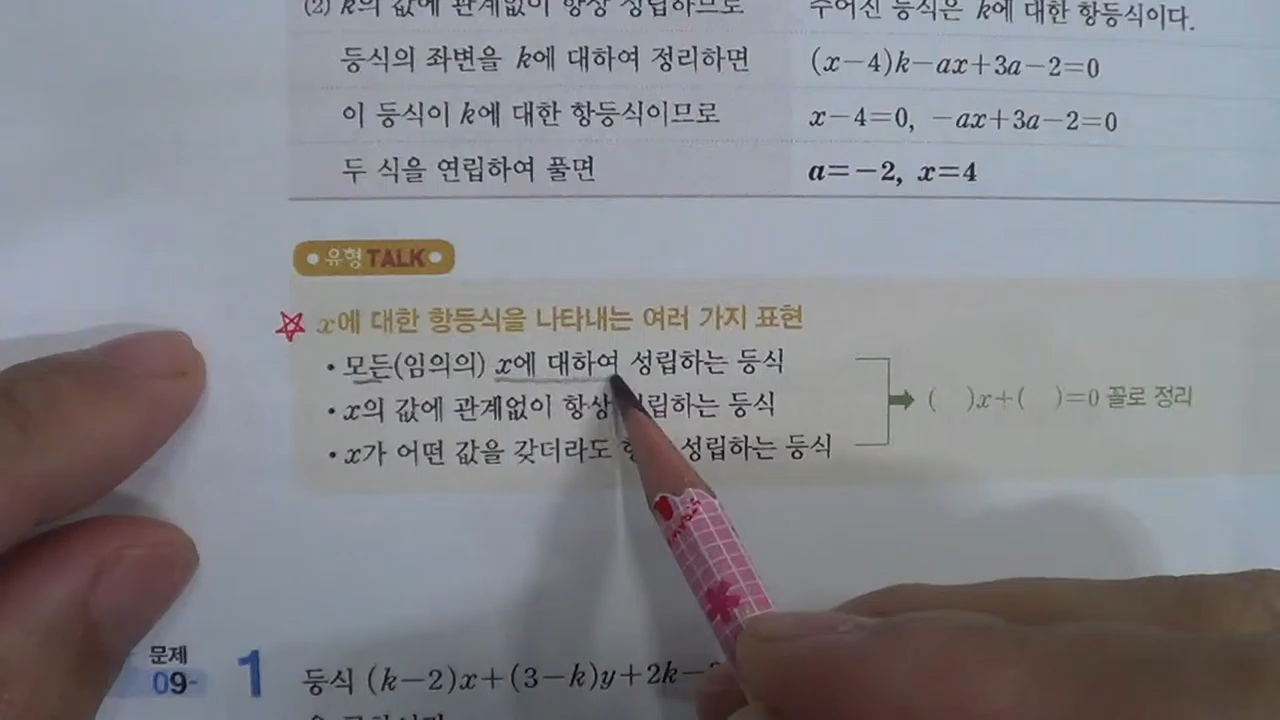 (2) k의 값에 관계없이 항상 성립하므로 주어진 등식은 k에 대한 항등식이다.
등식의 좌변을 k에 대하여 정리하면 (x-4)k-ax+3a-2=0
이 등식이 k에 대한 항등식이므로 x-4=0, -ax+3a-2=0
두 식을 연립하여 풀면 a=-2, x=4
유형 TALK
x에 대한 항등식을 나타내는 여러 가지 표현
• 모든(임의의) x에 대하여 성립하는 등식
• x의 값에 관계없이 항상 성립하는 등식
• x가 어떤 값을 갖더라도 성립하는 등식
( )x+( )=0 꼴로 정리
문제
09- 1 등식 (k-2)x+(3-k)y+2k-